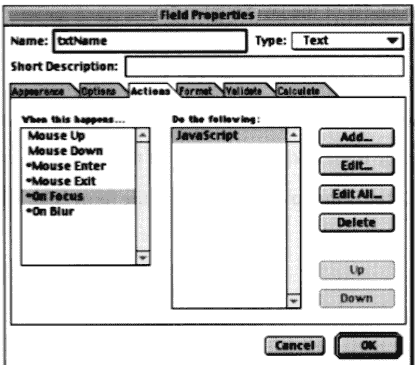 Field Properties
Name: txtName Type: Text
Short Description:
Appearance Options Actions Format Validate Calculate
When this happens... Do the following:
Mouse Up JavaScript Add...
Mouse Down
*Mouse Enter Edit...
*Mouse Exit
*On Focus Edit All...
*On Blur
Delete
Up
Down
Cancel OK